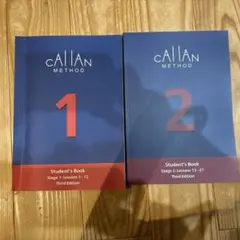 CALLAN
METHOD
1
Student's Book
Stage 1: Lessons 1 - 12
Third Edition
CALLAN
METHOD
2
Student's Book
Third Edition